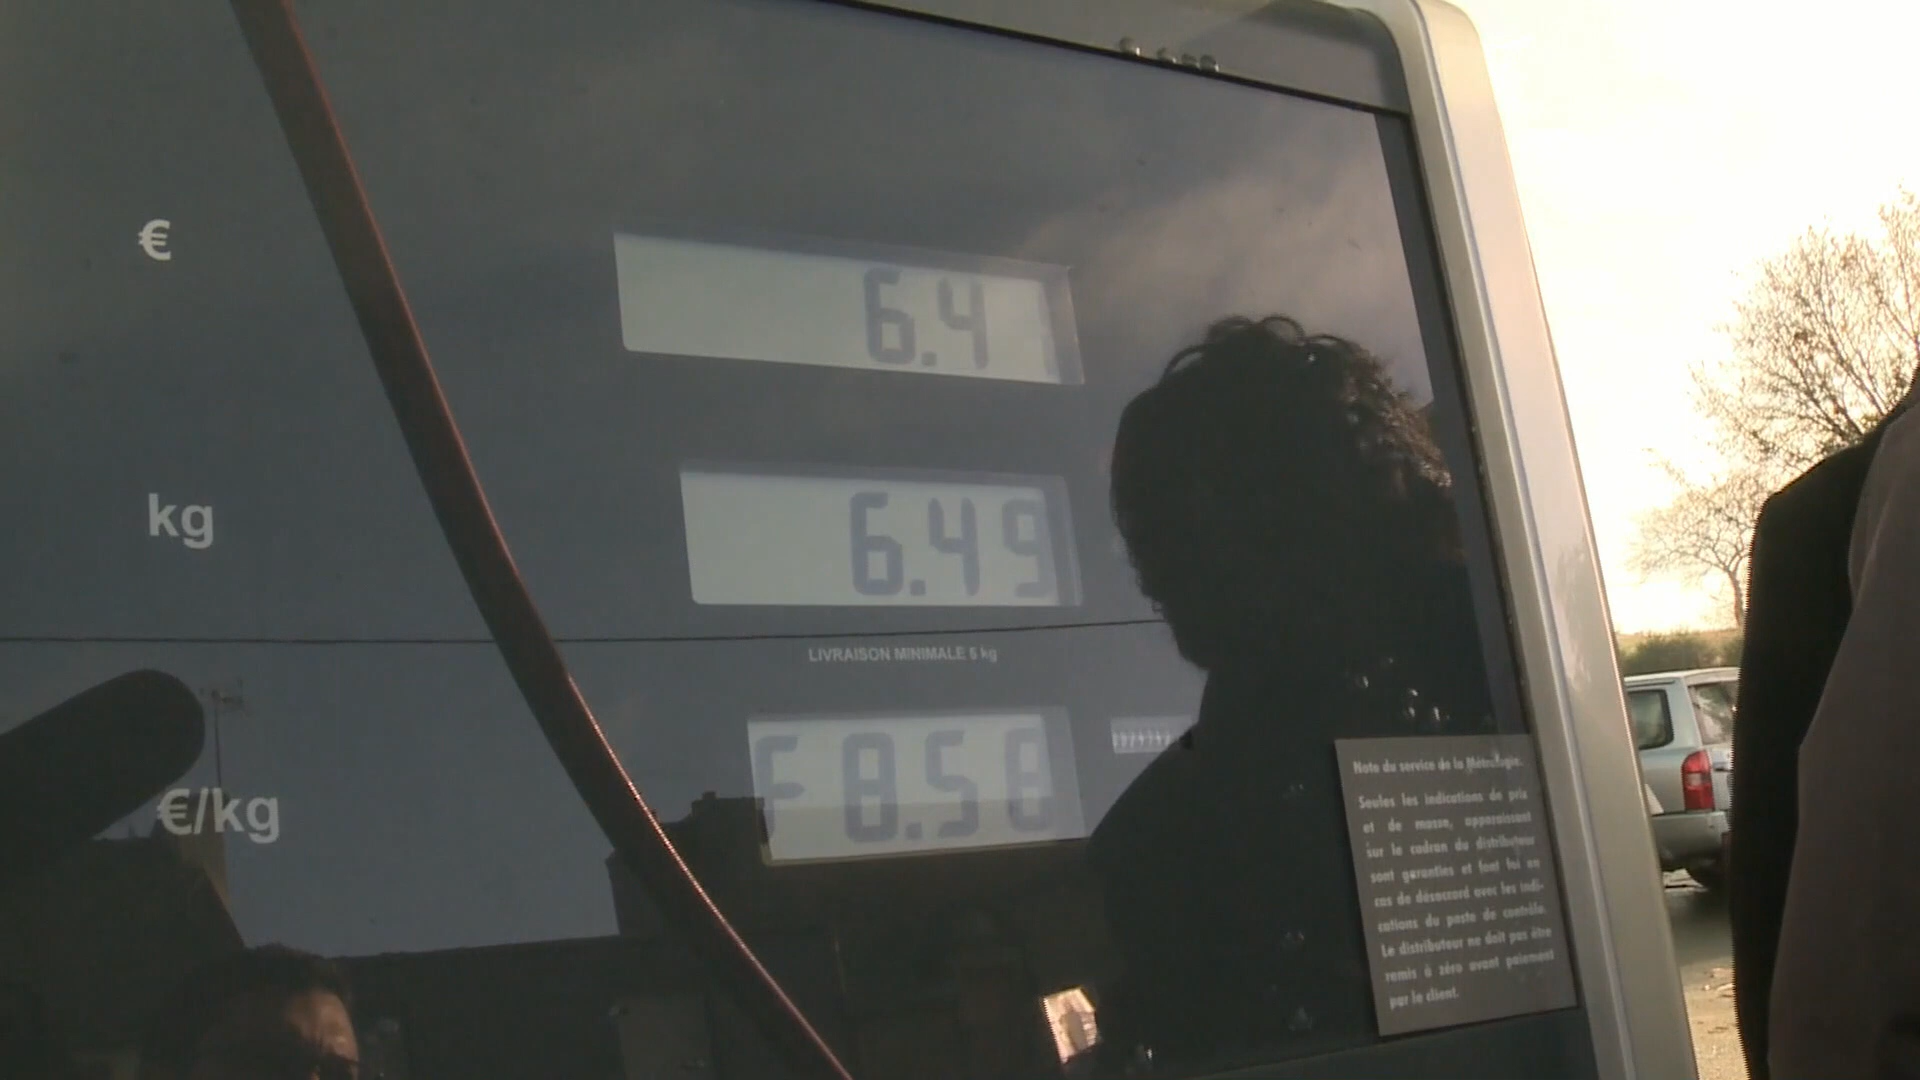 €
6.4
kg
6.49
LIVRAISON MINIMALE 5 kg
€/kg
8.58
Note du service de la Métrologie.
Seules les indications de prix
et de masse, apparaissant
sur le cadran du distributeur
sont garanties et font foi en
cas de désaccord avec les indi-
cations du poste de contrôle.
Le distributeur ne doit pas être
remis à zéro avant paiement
par le client.